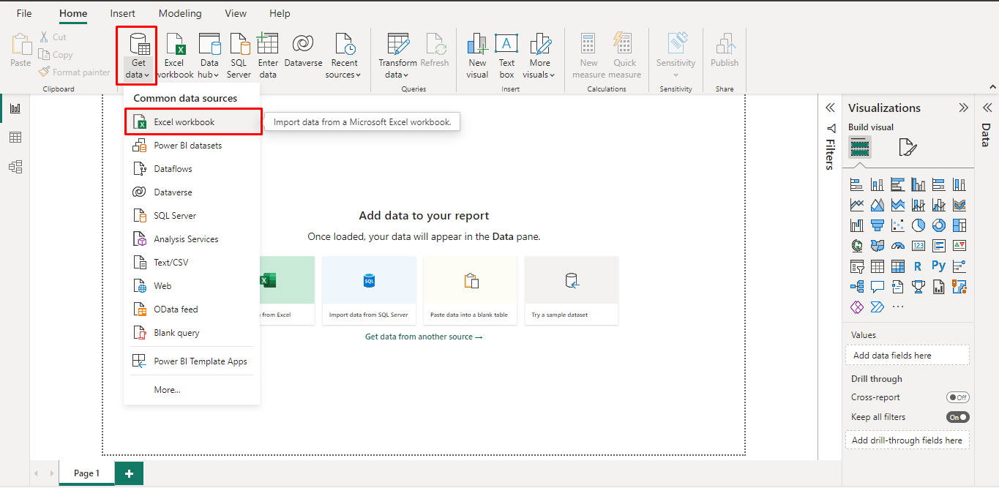 File Home Insert Modeling View Help
Paste
Cut
Copy
Format painter
Clipboard
Get
data
Excel
workbook
Data
hub
SQL
Server
Enter
data
Dataverse
Recent
sources
Transform
data
Refresh
Queries
New
visual
Text
box
More
visuals
Insert
New
measure
Quick
measure
Calculations
Sensitivity
Sensitivity
Publish
Share
Common data sources
Excel workbook
Import data from a Microsoft Excel workbook.
Power BI datasets
Dataflows
Dataverse
SQL Server
Analysis Services
Text/CSV
Web
OData feed
Blank query
Power BI Template Apps
More...
Add data to your report
Once loaded, your data will appear in the Data pane.
SQL
from Excel
Import data from SQL Server
Paste data into a blank table
Try a sample dataset
Get data from another source →
Filters
Visualizations
Build visual
123
R
Py
...
Values
Add data fields here
Drill through
Cross-report
Off
Keep all filters
On
Add drill-through fields here
Data
Page 1